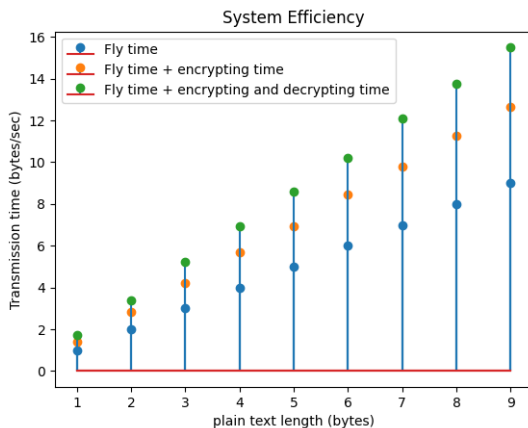 System Efficiency
Fly time
Fly time + encrypting time
Fly time + encrypting and decrypting time
Transmission time (bytes/sec)
16
14
12
10
8
6
4
2
0
1 2 3 4 5 6 7 8 9
plain text length (bytes)